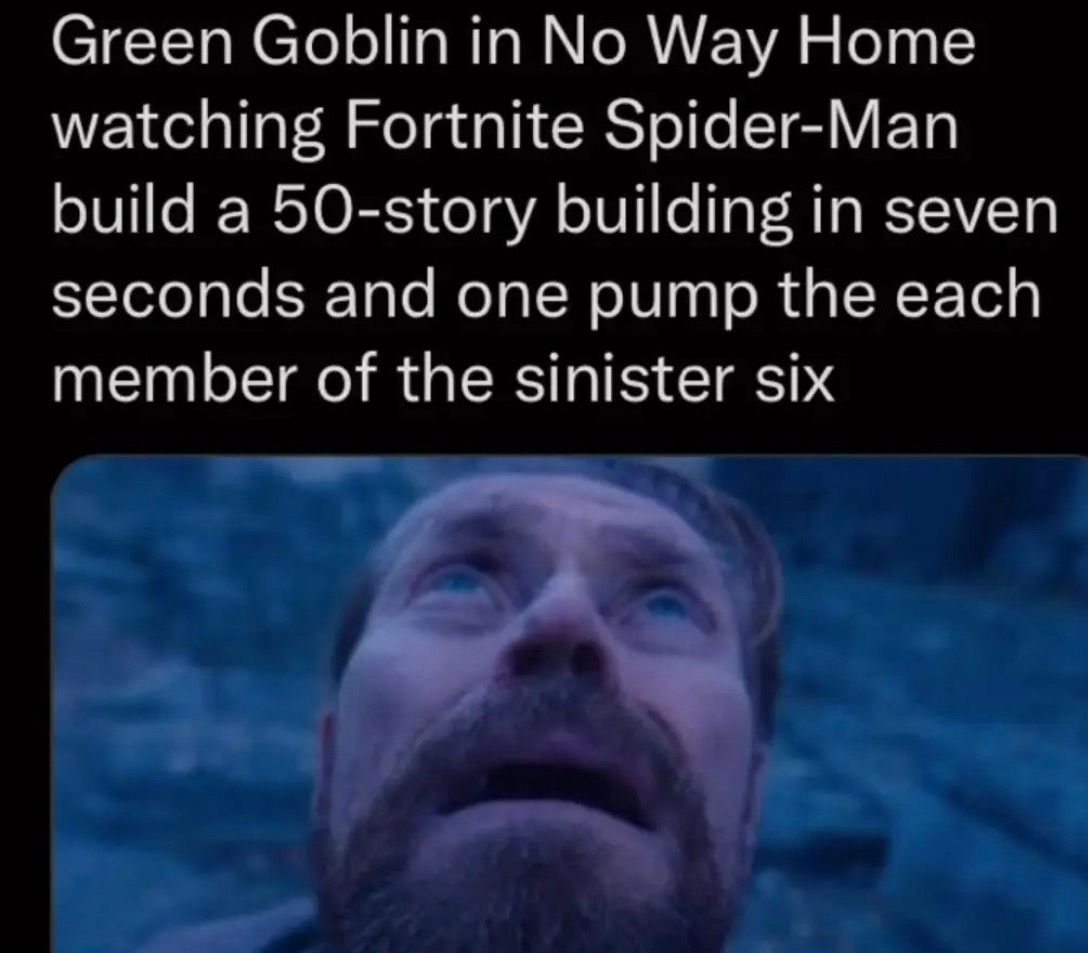 Green Goblin in No Way Home
watching Fortnite Spider-Man
build a 50-story building in seven
seconds and one pump the each
member of the sinister six